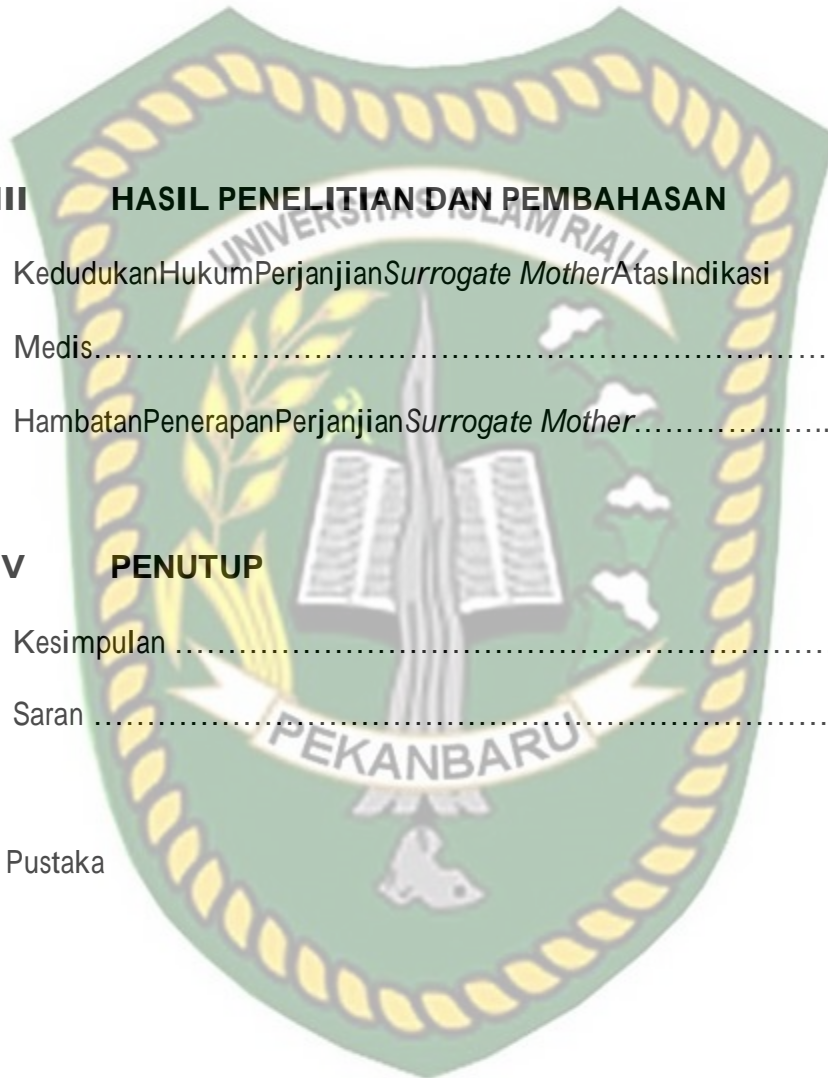 III HASIL PENELITIAN DAN PEMBAHASAN
UNIVERSITAS ISLAM RIAU
KedudukanHukumPerjanjianSurrogate MotherAtasIndikasi
Medis………………………………………………………………..……
HambatanPenerapanPerjanjianSurrogate Mother…………...…..
V PENUTUP
Kesimpulan ……………………………………………………………
Saran ……………………………………………………………………
PEKANBARU
Pustaka